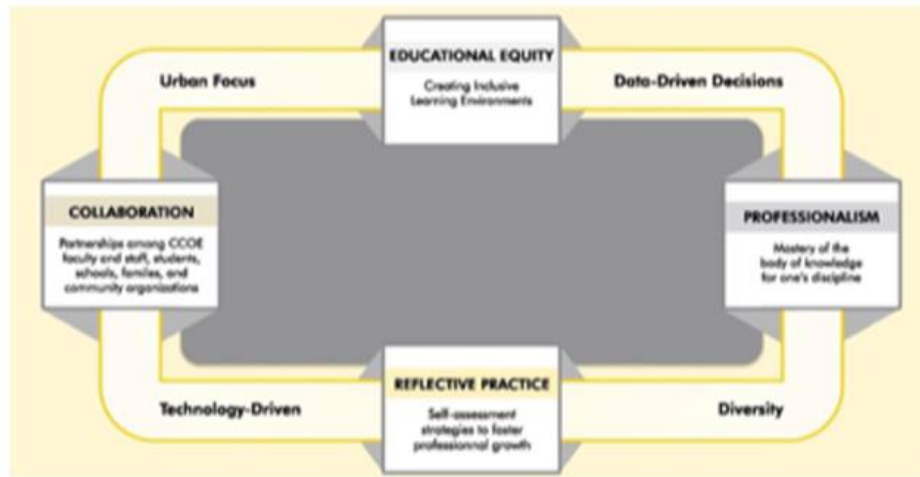 EDUCATIONAL EQUITY
Creating Inclusive
Learning Environments
Urban Focus
Data-Driven Decisions
COLLABORATION
Partnerships among CCOE
faculty and staff, students,
schools, familes, and
community organizations
PROFESSIONALISM
Mastery of the
body of knowledge
for one's discipline
REFLECTIVE PRACTICE
Self-assessment
strategies to foster
professionnal growth
Technology-Driven
Diversity